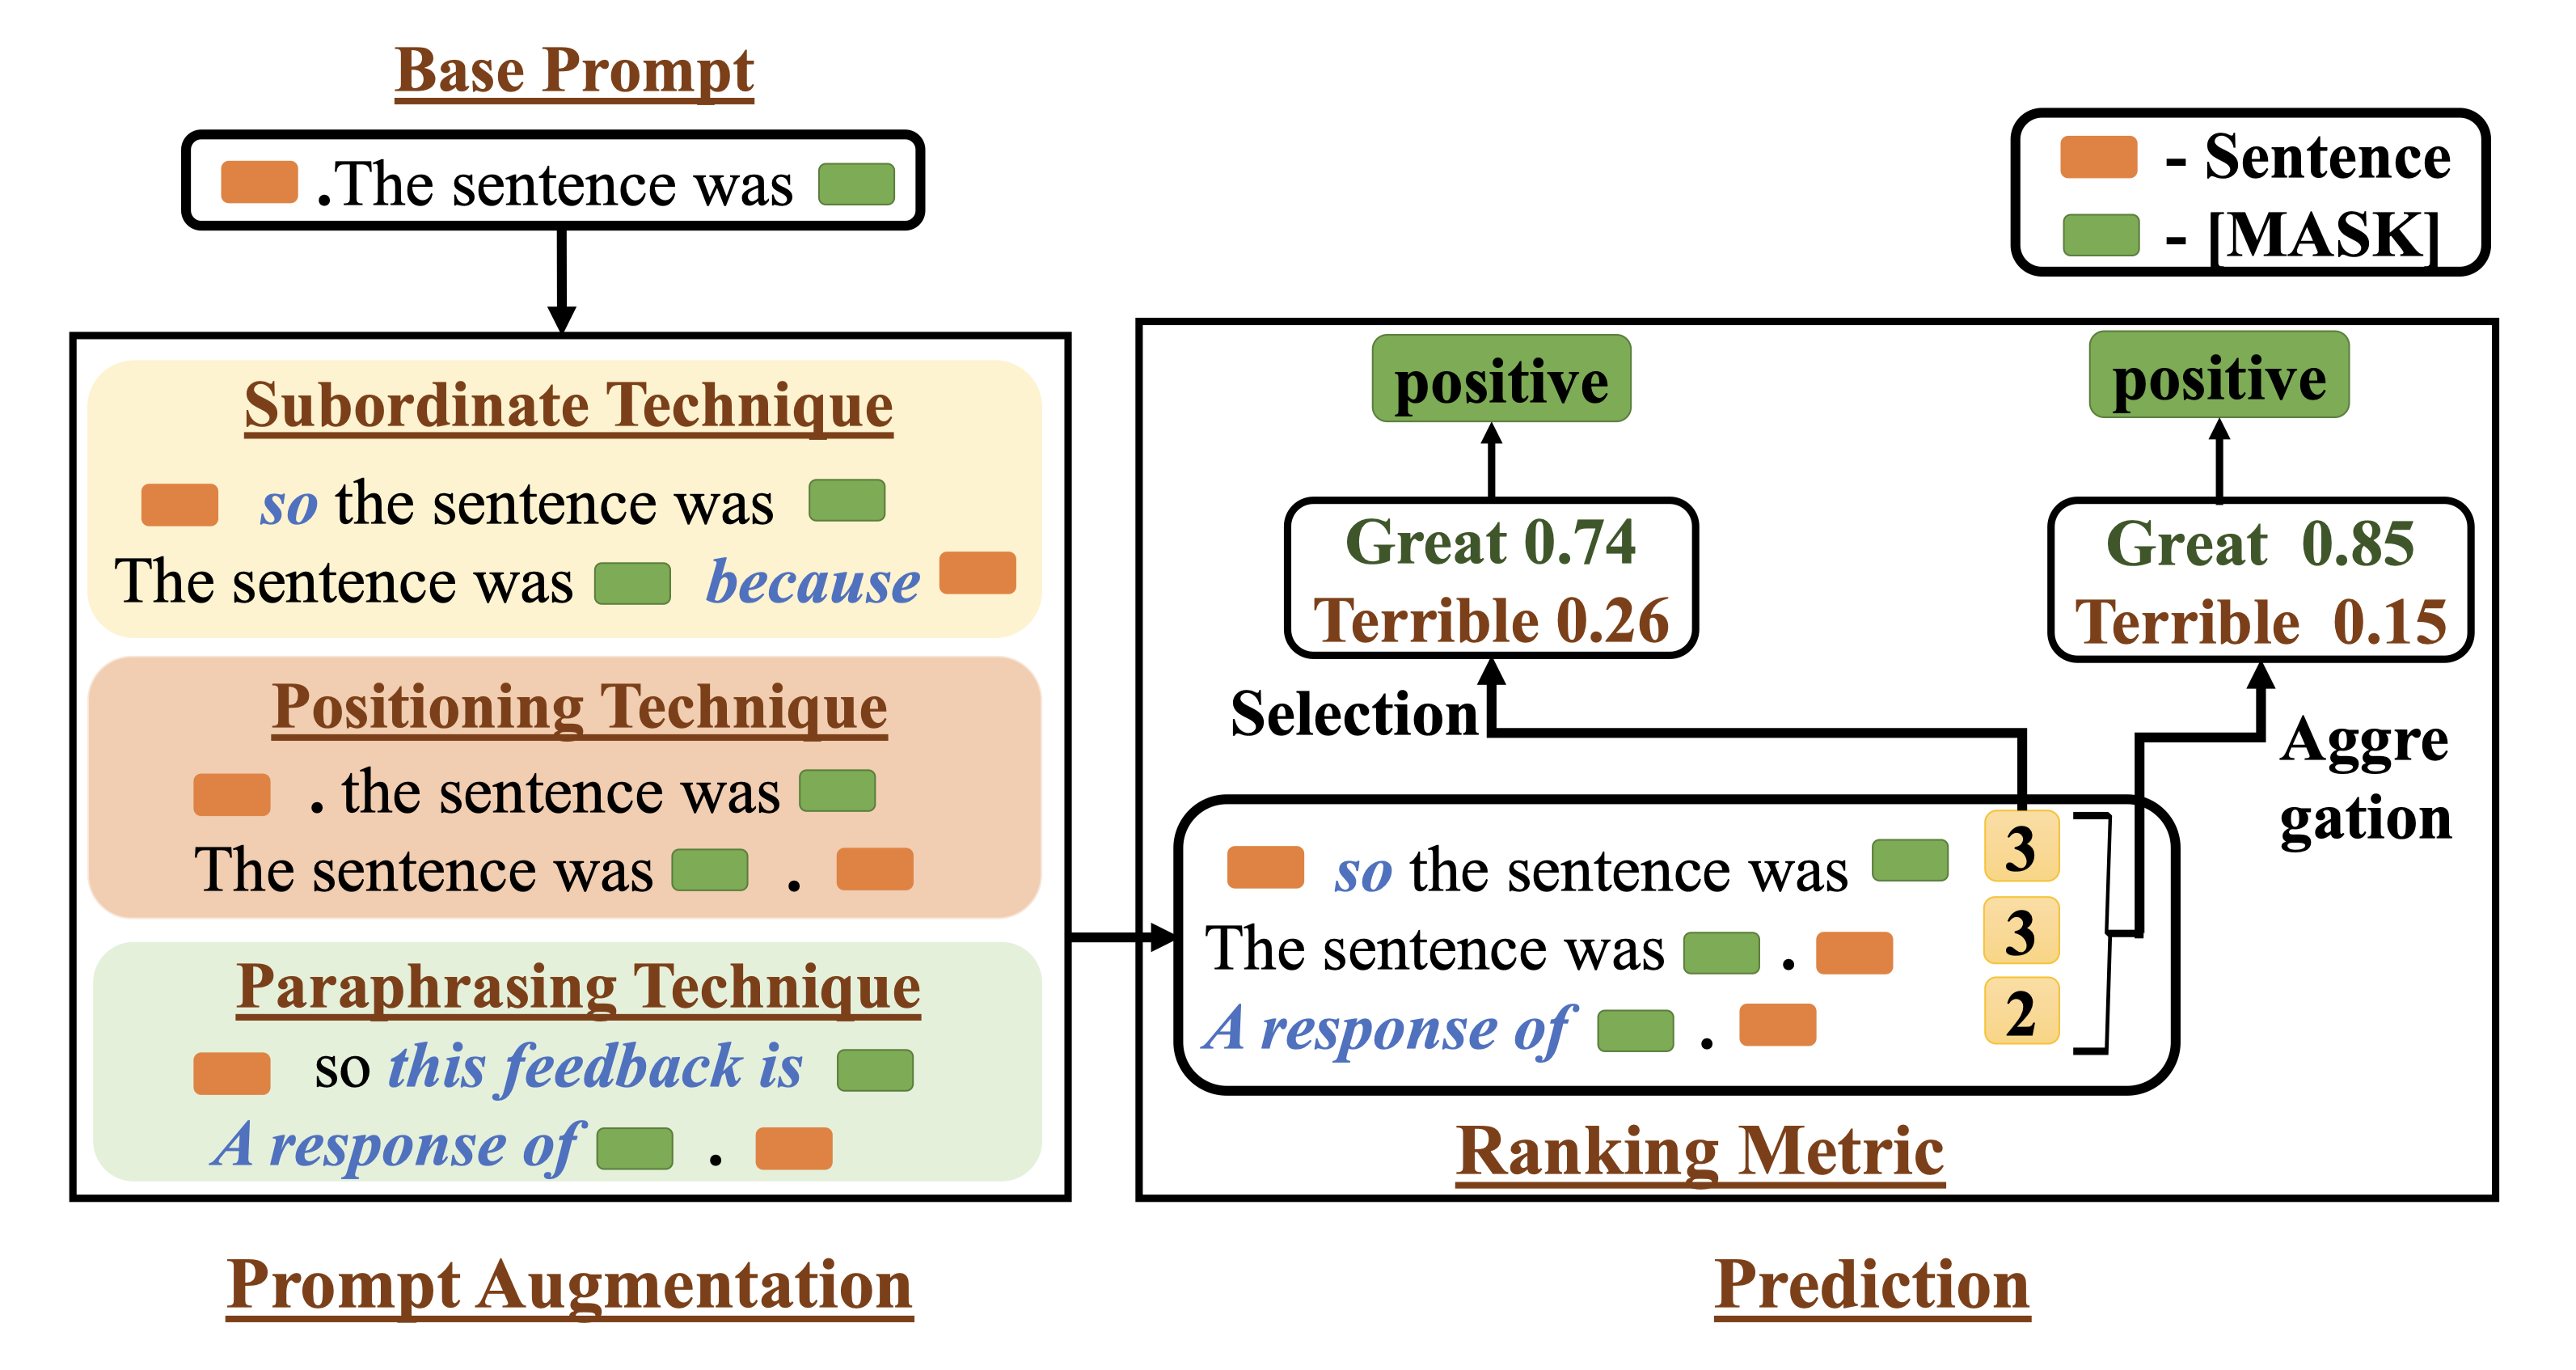 Base Prompt
.The sentence was
- Sentence
- [MASK]
Subordinate Technique
so the sentence was
The sentence was because
Positioning Technique
. the sentence was
The sentence was .
Paraphrasing Technique
so this feedback is
A response of .
Prompt Augmentation
positive
positive
Great 0.74
Terrible 0.26
Great 0.85
Terrible 0.15
Selection
Aggre
gation
so the sentence was 3
The sentence was . 3
A response of . 2
Ranking Metric
Prediction